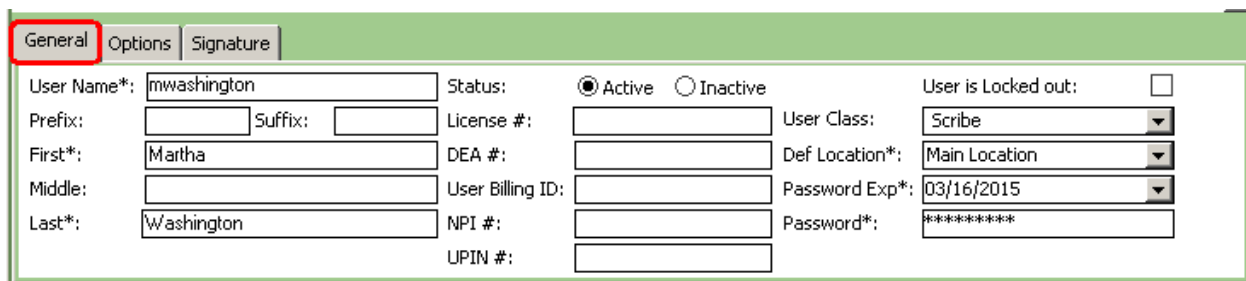 General Options Signature
User Name*: mwashington Status: Active Inactive User is Locked out:
Prefix: Suffix: License #: User Class: Scribe
First*: Martha DEA #: Def Location*: Main Location
Middle: User Billing ID: Password Exp*: 03/16/2015
Last*: Washington NPI #: Password*: *********
UPIN #: